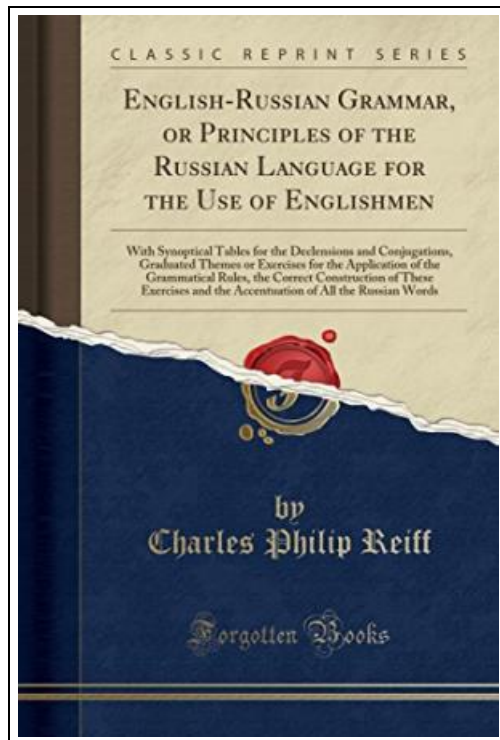 CLASSIC REPRINT SERIES
ENGLISH-RUSSIAN GRAMMAR,
OR PRINCIPLES OF THE
RUSSIAN LANGUAGE FOR
THE USE OF ENGLISHMEN
With Synoptical Tables for the Declensions and Conjugations,
Graduated Themes or Exercises for the Application of the
Grammatical Rules, the Correct Construction of These
Exercises and the Accentuation of All the Russian Words
by
Charles Philip Reiff
Forgotten Books